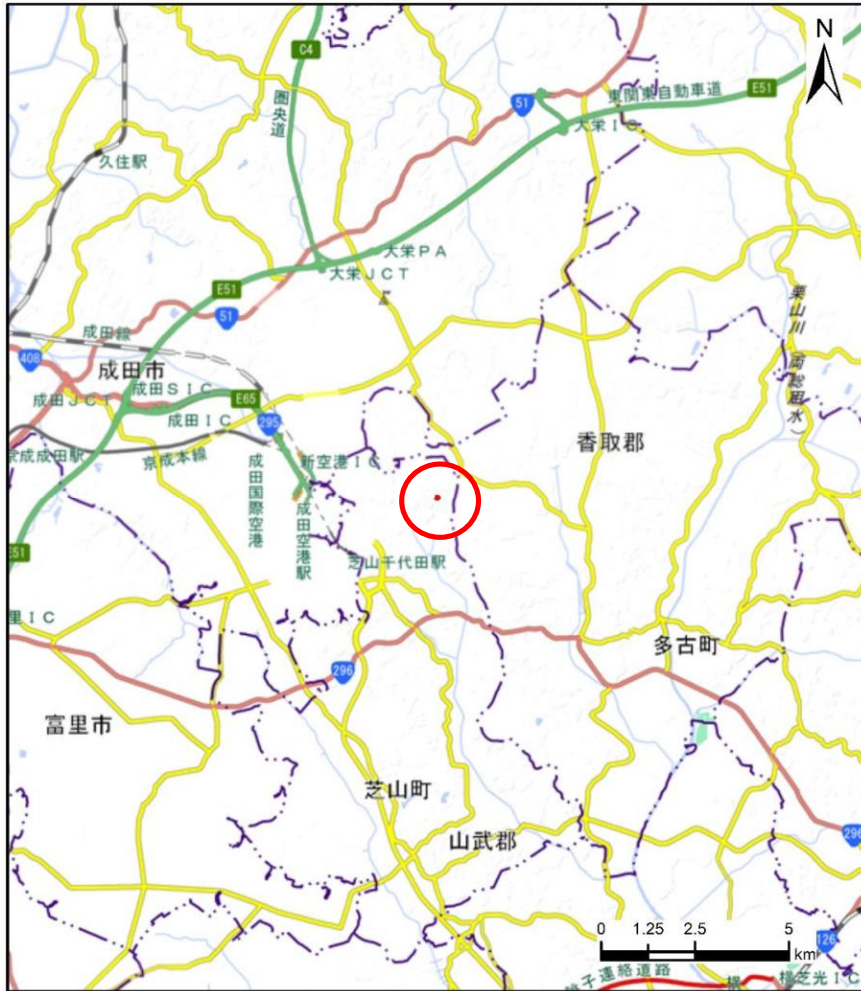 N
C4
圏央道
51
東関東自動車道
E51
大栄IC
久住駅
大栄PA
大栄JCT
E51
51
栗山川（両総用水）
成田線
408
成田市
成田SIC
成田JCT
E65
成田IC
295
香取郡
京成成田駅
京成本線
新空港IC
成田国際空港
成田空港駅
E51
芝山千代田駅
里IC
296
多古町
富里市
芝山町
山武郡
296
0 1.25 2.5 5
km
126
銚子連絡道路
横
横芝光IC